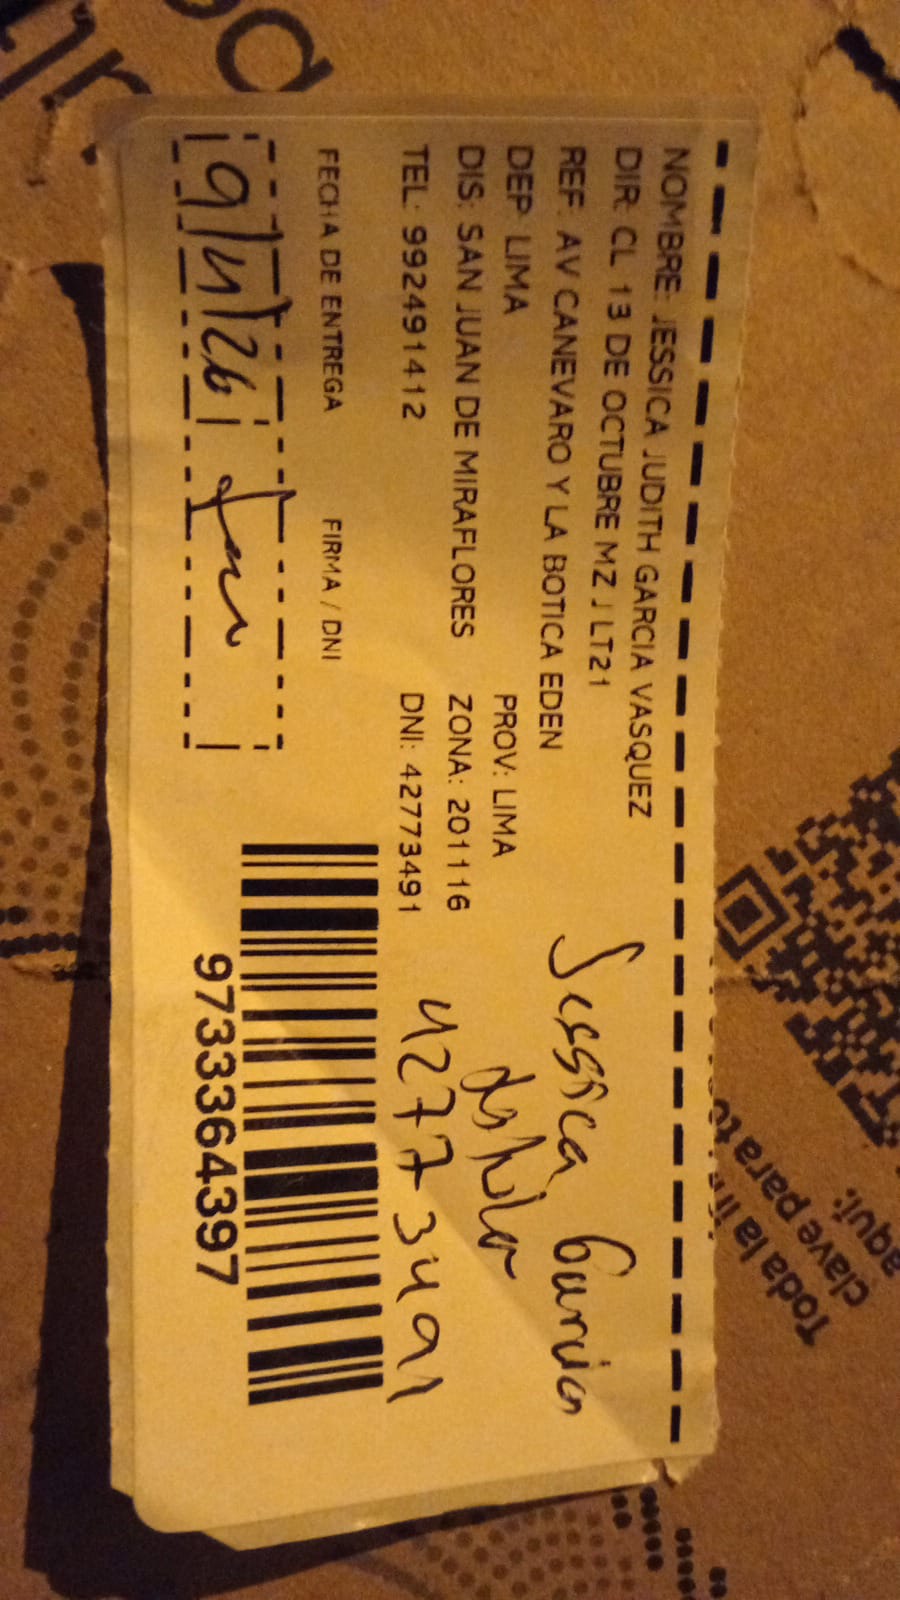 NOMBRE: JESSICA JUDITH GARCIA VASQUEZ
DIR: CL 13 DE OCTUBRE MZ J LT21
REF: AV CANEVARO Y LA BOTICA EDEN
DEP LIMA PROV: LIMA
DIS: SAN JUAN DE MIRAFLORES ZONA: 201116
TEL: 992491412 DNI: 42773491
Jessica Garcia
42773491
FECHA DE ENTREGA FIRMA / DNI
9/4/26
9733364397
Toda la
clave para
aquí: